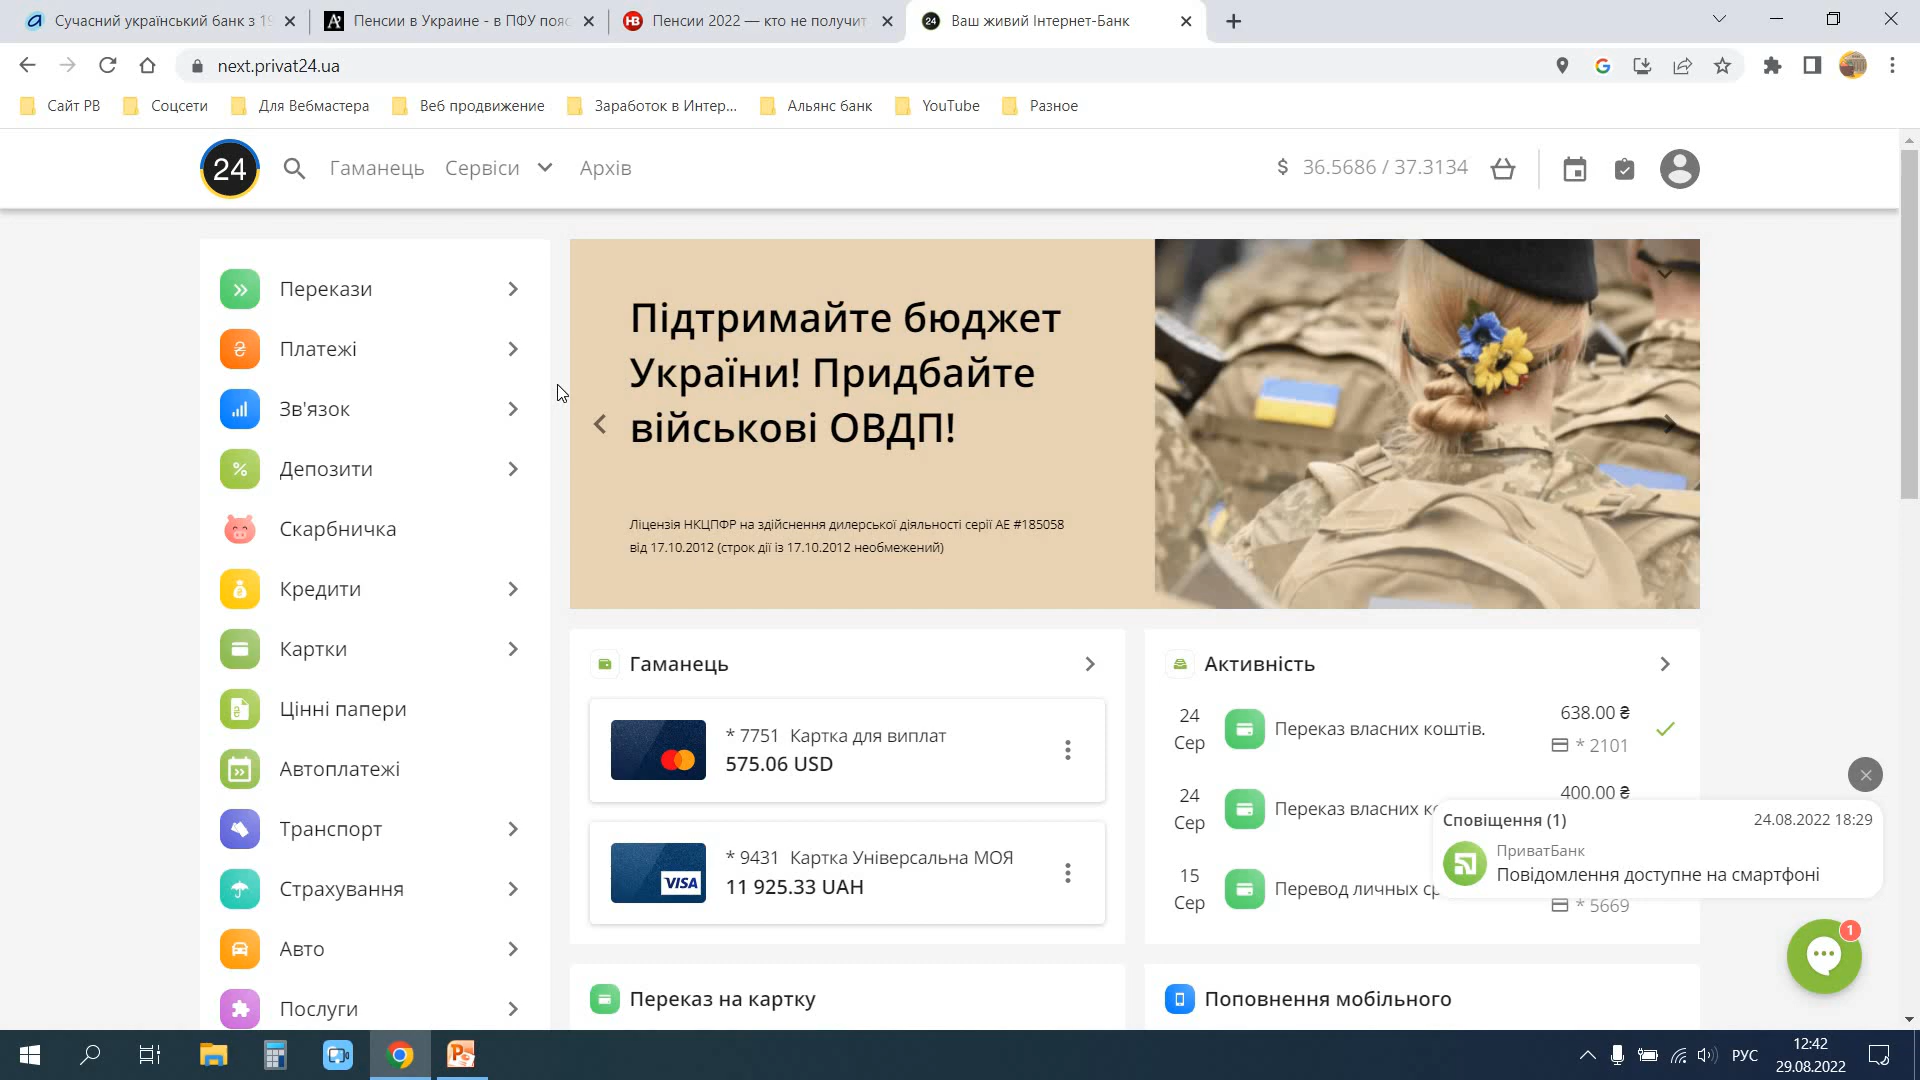 Сучасний український банк з 19
Пенсии в Украине - в ПФУ пояс
НВ
Пенсии 2022 — кто не получит
24
Ваш живий Інтернет-Банк
next.privat24.ua
Сайт РВ
Соцсети
Для Вебмастера
Веб продвижение
Заработок в Интер...
Альянс банк
YouTube
Разное
24
Гаманець
Сервіси
Архів
$ 36.5686 / 37.3134
Перекази
Платежі
Зв'язок
Депозити
Скарбничка
Кредити
Картки
Цінні папери
Автоплатежі
Транспорт
Страхування
Авто
Послуги
Підтримайте бюджет
України! Придбайте
військові ОВДП!
Ліцензія НКЦПФР на здійснення дилерської діяльності серії АЕ #185058
від 17.10.2012 (строк дії із 17.10.2012 необмежений)
Гаманець
* 7751 Картка для виплат
575.06 USD
VISA
* 9431 Картка Універсальна МОЯ
11 925.33 UAH
Активність
24
Сер
Переказ власних коштів.
638.00 ₴
* 2101
24
Сер
Переказ власних ко
400.00 ₴
15
Сер
Перевод личных ср
* 5669
Сповіщення (1)
24.08.2022 18:29
ПриватБанк
Повідомлення доступне на смартфоні
1
Переказ на картку
Поповнення мобільного
РУС
12:42
29.08.2022